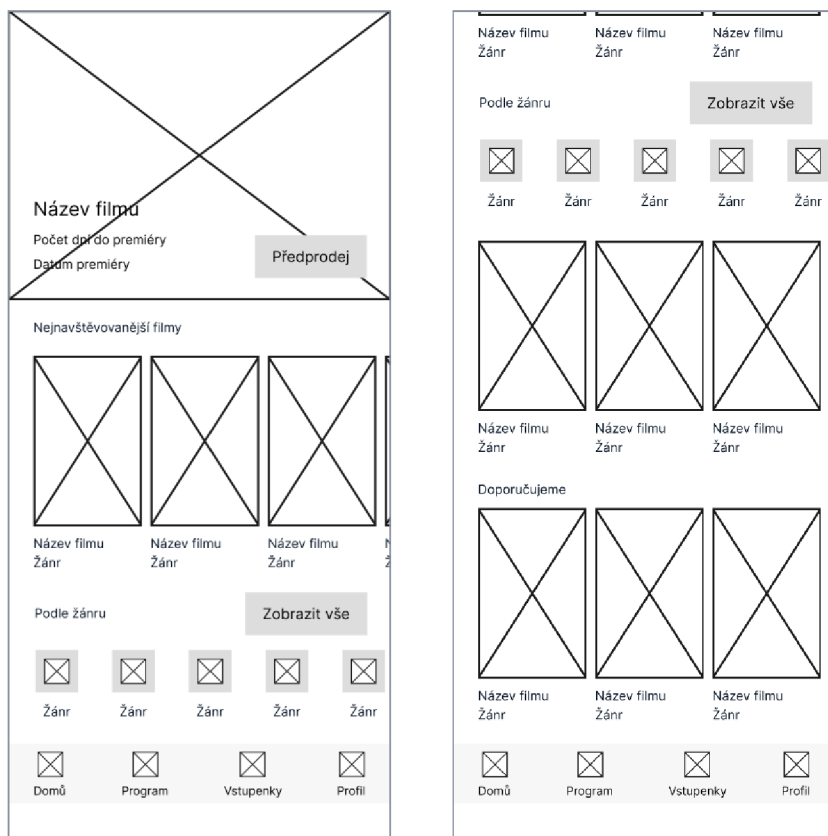 Název filmu
Počet dní do premiéry
Datum premiéry
Předprodej
Nejnavštěvovanější filmy
Název filmu
Žánr
Název filmu
Žánr
Název filmu
Žánr
Podle žánru
Zobrazit vše
Žánr
Žánr
Žánr
Žánr
Žánr
Domů
Program
Vstupenky
Profil
Název filmu
Žánr
Název filmu
Žánr
Název filmu
Žánr
Podle žánru
Zobrazit vše
Žánr
Žánr
Žánr
Žánr
Žánr
Název filmu
Žánr
Název filmu
Žánr
Název filmu
Žánr
Doporučujeme
Název filmu
Žánr
Název filmu
Žánr
Název filmu
Žánr
Domů
Program
Vstupenky
Profil